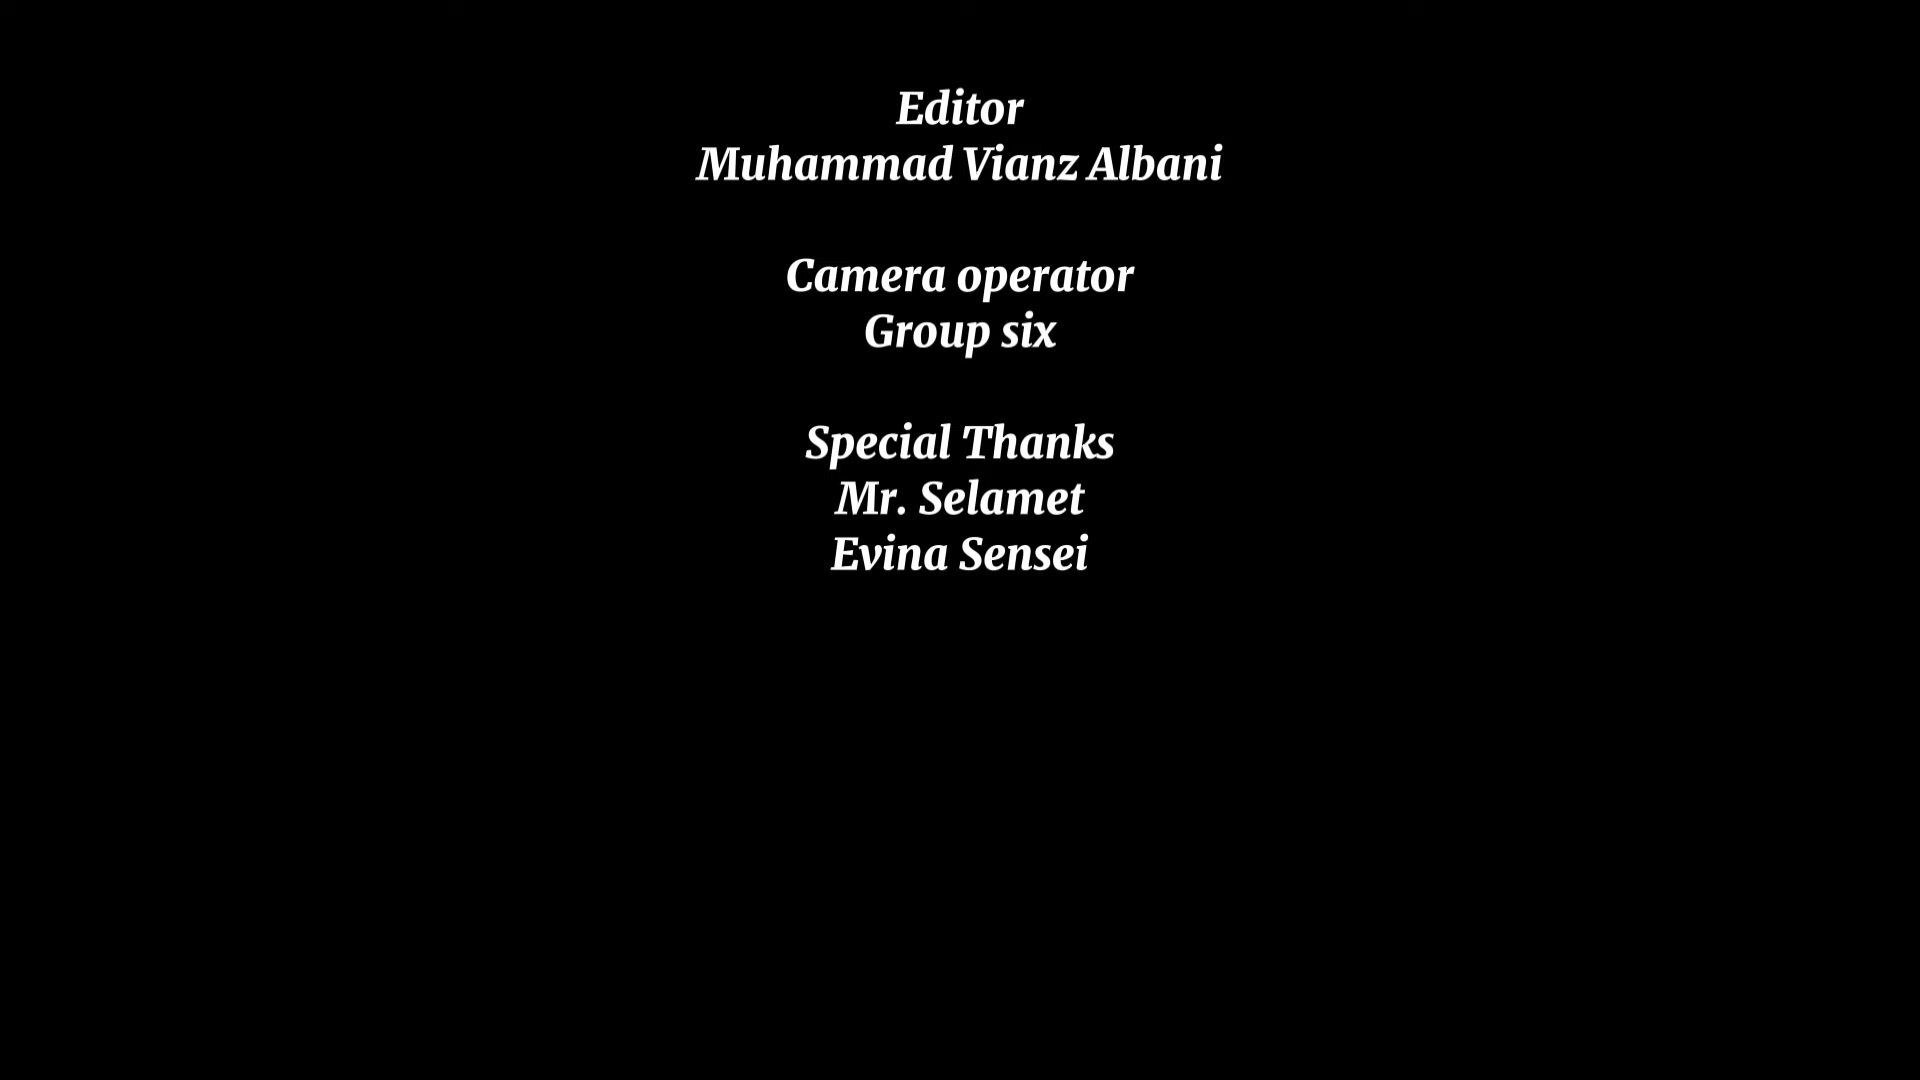 Editor
Muhammad Vianz Albani
Camera operator
Group six
Special Thanks
Mr. Selamet
Evina Sensei